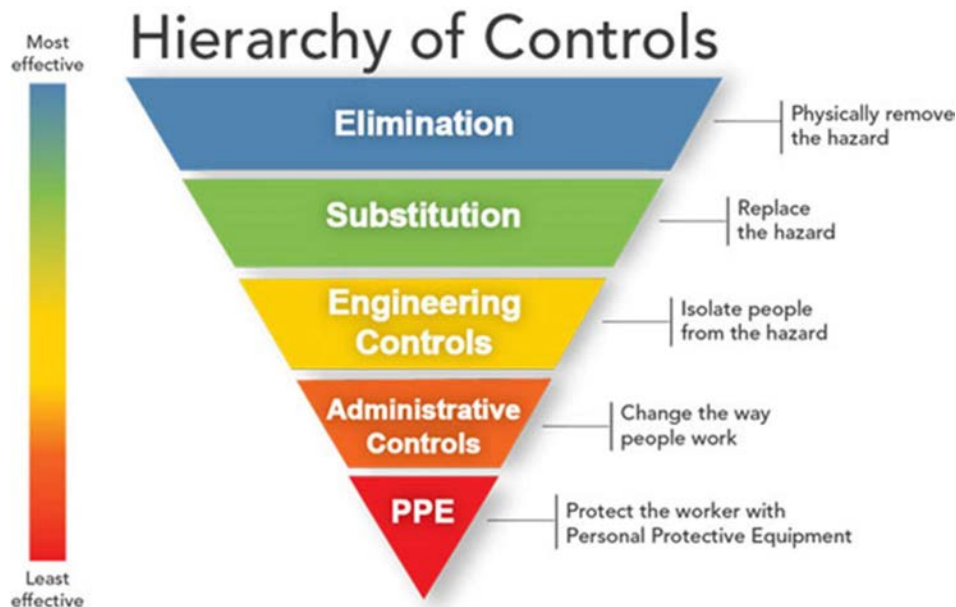 Hierarchy of Controls
Most
effective
Elimination
Physically remove
the hazard
Substitution
Replace
the hazard
Engineering
Controls
Isolate people
from the hazard
Administrative
Controls
Change the way
people work
PPE
Protect the worker with
Personal Protective Equipment
Least
effective